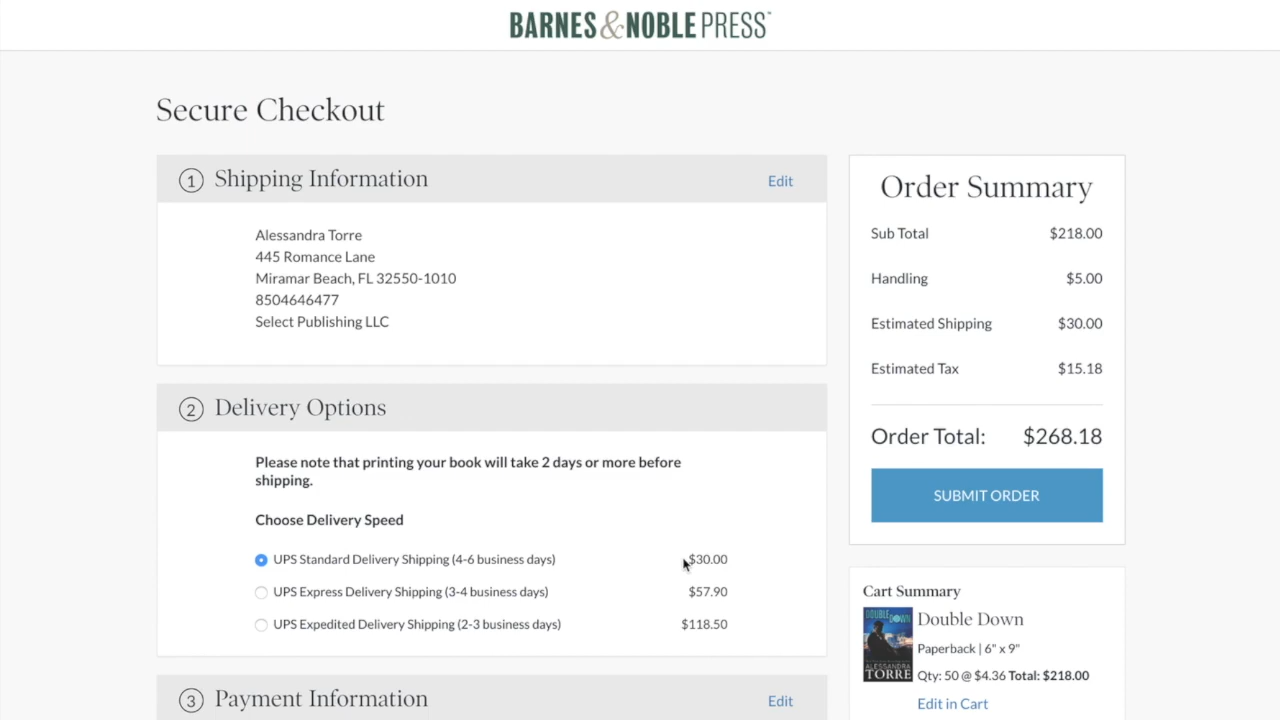 BARNES & NOBLE PRESS™
Secure Checkout
1 Shipping Information
Edit
Alessandra Torre
445 Romance Lane
Miramar Beach, FL 32550-1010
8504646477
Select Publishing LLC
2 Delivery Options
Please note that printing your book will take 2 days or more before
shipping.
Choose Delivery Speed
UPS Standard Delivery Shipping (4-6 business days) $30.00
UPS Express Delivery Shipping (3-4 business days) $57.90
UPS Expedited Delivery Shipping (2-3 business days) $118.50
3 Payment Information
Edit
Order Summary
Sub Total $218.00
Handling $5.00
Estimated Shipping $30.00
Estimated Tax $15.18
Order Total: $268.18
SUBMIT ORDER
Cart Summary
DOUBLE DOWN
ALESSANDRA
TORRE
Double Down
Paperback | 6" x 9"
Qty: 50 @ $4.36 Total: $218.00
Edit in Cart